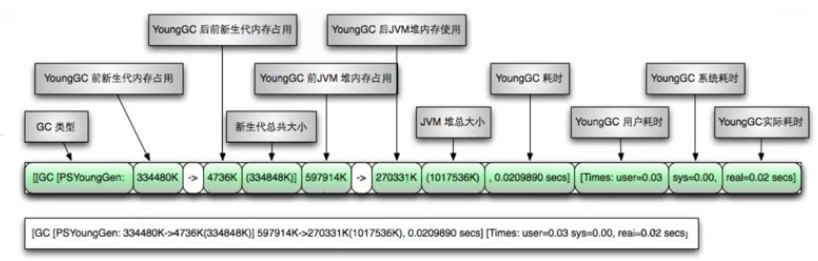 YoungGC 后前新生代内存占用
YoungGC 后JVM堆内存使用
YoungGC 前新生代内存占用
YoungGC 前JVM 堆内存占用
YoungGC 耗时
YoungGC 系统耗时
GC 类型
新生代总共大小
JVM 堆总大小
YoungGC 用户耗时
YoungGC实际耗时
[[GC [PSYoungGen: 334480K -> 4736K (334848K)] 597914K -> 270331K (1017536K) , 0.0209890 secs] [Times: user=0.03 sys=0.00, real=0.02 secs]
[GC [PSYoungGen: 334480K->4736K(334848K)] 597914K->270331K(1017536K), 0.0209890 secs] [Times: user=0.03 sys=0.00, real=0.02 secs]